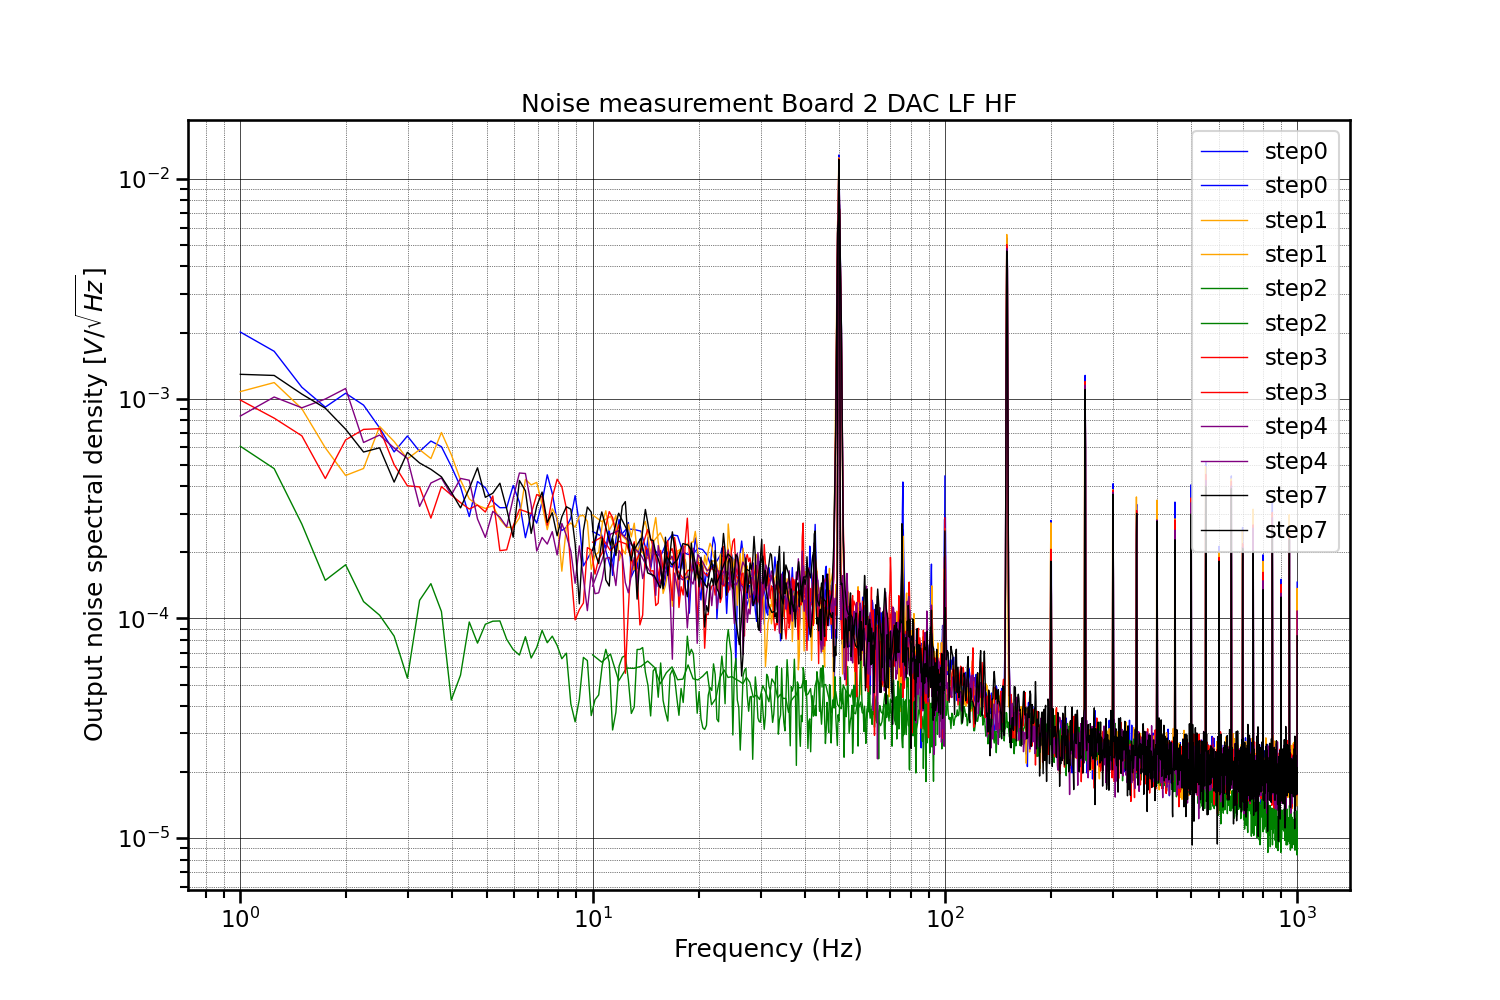 Noise measurement Board 2 DAC LF HF
Output noise spectral density [V/√Hz]
10⁻²
10⁻³
10⁻⁴
10⁻⁵
step0
step0
step1
step1
step2
step2
step3
step3
step4
step4
step7
step7
10⁰ 10¹ 10² 10³
Frequency (Hz)